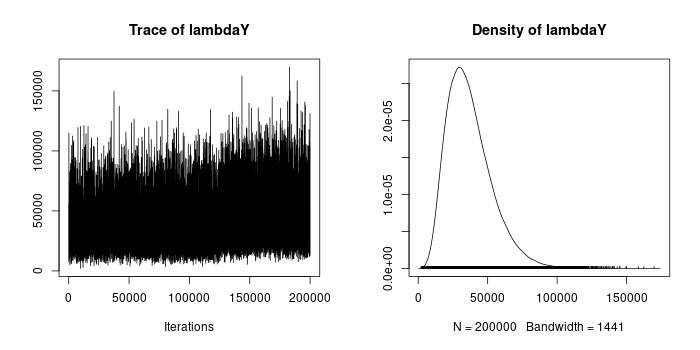 Trace of lambdaY
150000
100000
50000
0
0
50000
100000
150000
200000
Iterations
Density of lambdaY
2.0e-05
1.0e-05
0.0e+00
0
50000
100000
150000
N = 200000 Bandwidth = 1441